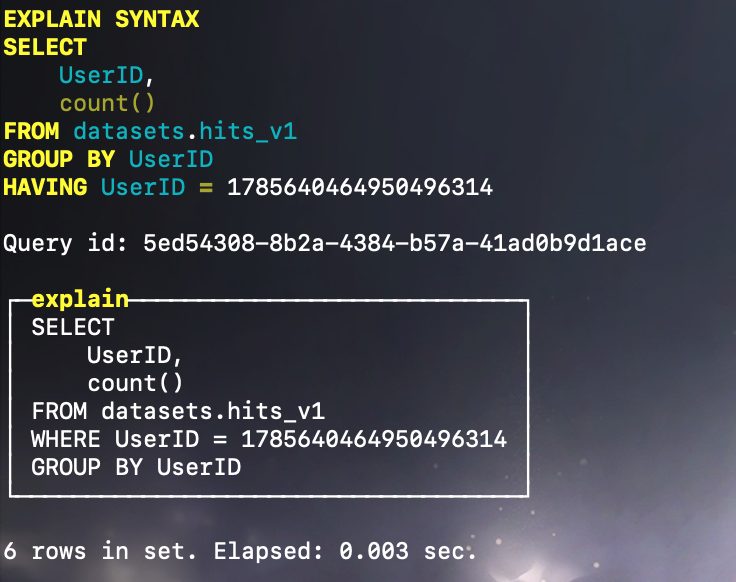 EXPLAIN SYNTAX
SELECT
    UserID,
    count()
FROM datasets.hits_v1
GROUP BY UserID
HAVING UserID = 1785640464950496314
Query id: 5ed54308-8b2a-4384-b57a-41ad0b9d1ace
explain
SELECT
    UserID,
    count()
FROM datasets.hits_v1
WHERE UserID = 1785640464950496314
GROUP BY UserID
6 rows in set. Elapsed: 0.003 sec.